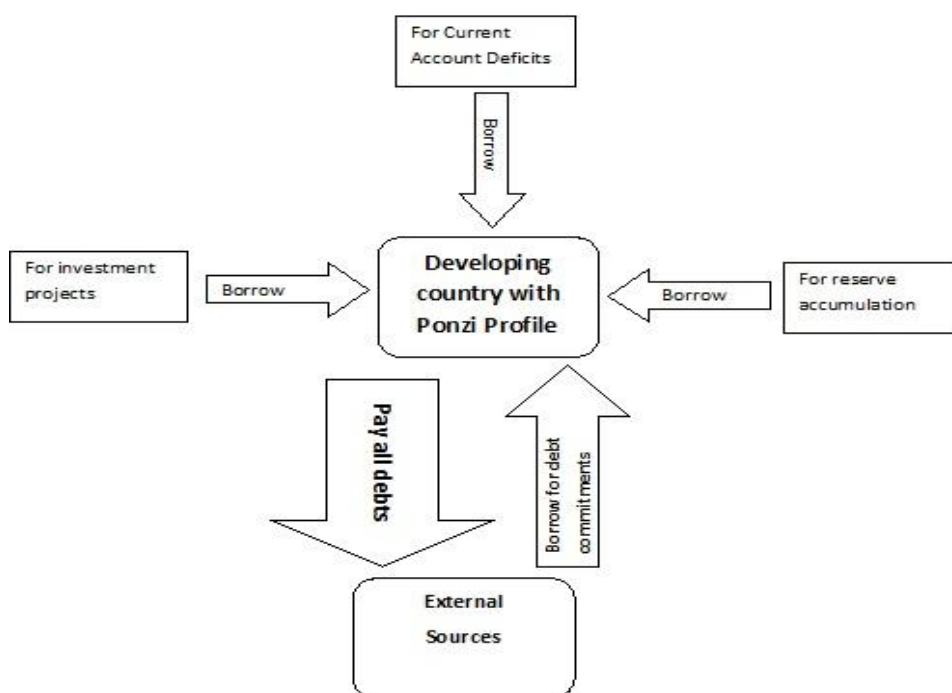 For Current
Account Deficits
Borrow
For investment
projects
Borrow
Developing
country with
Ponzi Profile
Borrow
For reserve
accumulation
Pay all debts
Borrow for debt
commitments
External
Sources